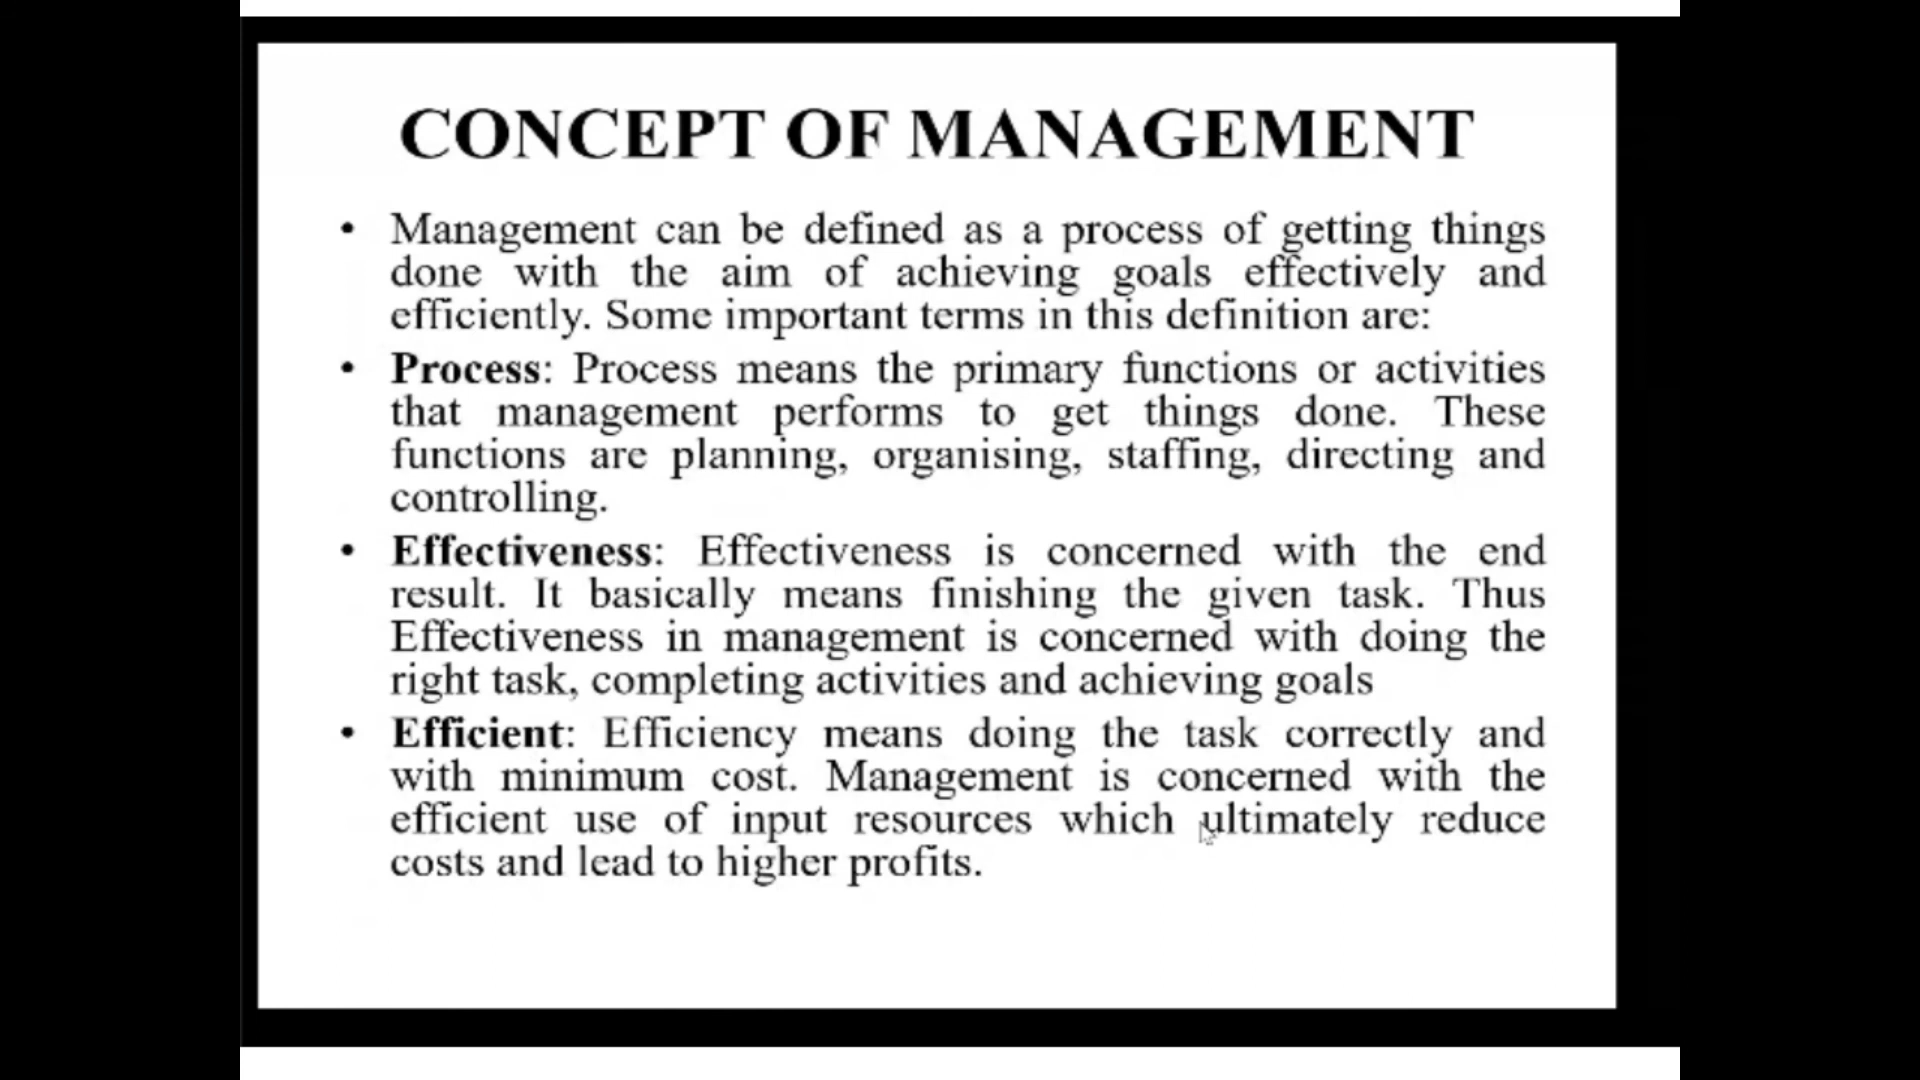 CONCEPT OF MANAGEMENT
• Management can be defined as a process of getting things
done with the aim of achieving goals effectively and
efficiently. Some important terms in this definition are:
• Process: Process means the primary functions or activities
that management performs to get things done. These
functions are planning, organising, staffing, directing and
controlling.
• Effectiveness: Effectiveness is concerned with the end
result. It basically means finishing the given task. Thus
Effectiveness in management is concerned with doing the
right task, completing activities and achieving goals
• Efficient: Efficiency means doing the task correctly and
with minimum cost. Management is concerned with the
efficient use of input resources which ultimately reduce
costs and lead to higher profits.